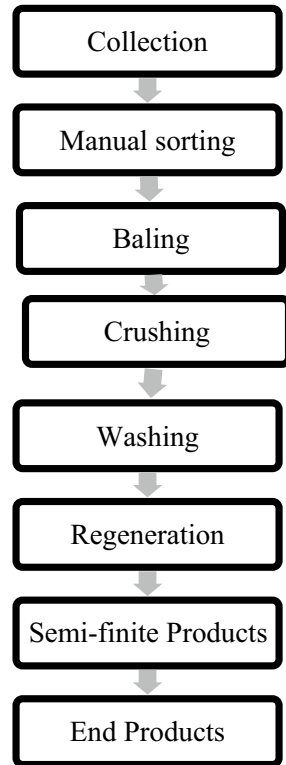 Collection
Manual sorting
Baling
Crushing
Washing
Regeneration
Semi-finite Products
End Products